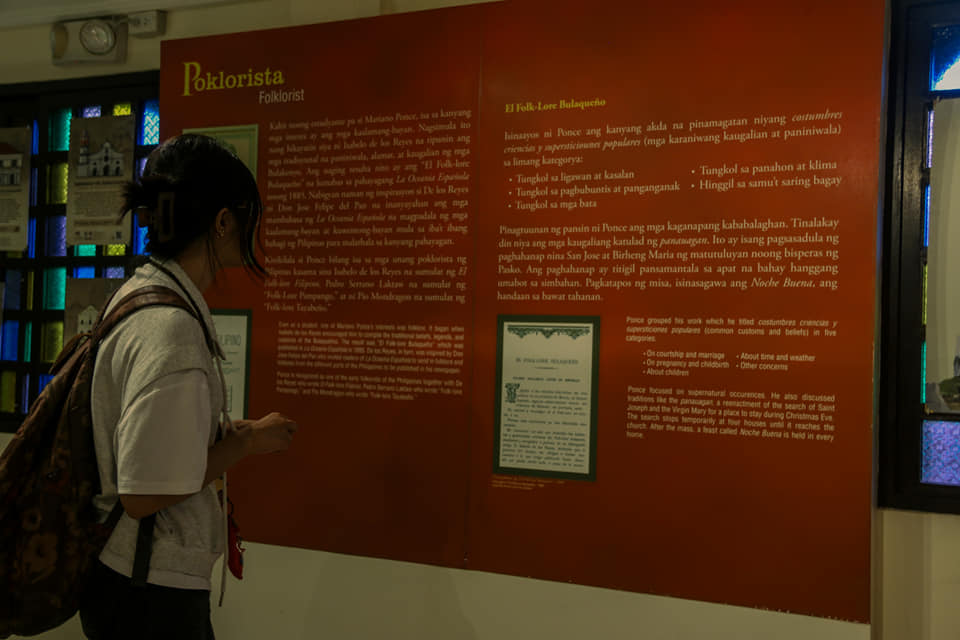 Poklorista
Folklorist
Kahit noong estudyante pa si Mariano Ponce, isa sa kanyang
mga interes ay ang mga kaalamang-bayan. Nagsimula ito
nang hikayatin siya ni Isabelo de los Reyes na tipunin ang
mga tradisyunal na paniniwala, alamat, at kaugalian ng mga
Bulakenyo. Ang naging resulta nito ay ang "El Folk-lore
Bulaqueño" na lumabas sa pahayagang La Oceania Española
noong 1885. Nabigyan naman ng inspirasyon si De los Reyes
ni Don Jose Felipe del Pan na inanyayahan ang mga
mambabasa ng La Oceania Española na magpadala ng mga
kaalamang-bayan at kuwentong-bayan mula sa iba't ibang
bahagi ng Pilipinas para mailathala sa kanyang pahayagan.
Kinilala si Ponce bilang isa sa mga unang poklorista ng
Pilipinas kasama sina Isabelo de los Reyes na sumulat ng El
Folk-lore Filipino, Pedro Serrano Laktaw na sumulat ng
"Folk-Lore Pampango," at ni Pio Mondragon na sumulat ng
"Folk-lore Tayabeño."
Even as a student, one of Mariano Ponce's interests was folklore. It began when
Isabelo de los Reyes encouraged him to compile the traditional beliefs, legends, and
customs of the Bulaqueños. The result was "El Folk-lore Bulaqueño" which was
published in La Oceania Española in 1885. De los Reyes, in turn, was inspired by Don
Jose Felipe del Pan who invited readers of La Oceania Española to send in folklore and
folktales from the different parts of the Philippines to be published in his newspaper.
Ponce is recognized as one of the early folklorists of the Philippines together with De
los Reyes who wrote El Folk-lore Filipino, Pedro Serrano Laktaw who wrote "Folk-lore
Pampango," and Pio Mondragon who wrote "Folk-lore Tayabeño."
El Folk-Lore Bulaqueño
Isinaayos ni Ponce ang kanyang akda na pinamagatan niyang costumbres
criencias y supersticiones populares (mga karaniwang kaugalian at paniniwala)
sa limang kategorya:
• Tungkol sa ligawan at kasalan
• Tungkol sa pagbubuntis at panganganak
• Tungkol sa mga bata
• Tungkol sa panahon at klima
• Hinggil sa samu't saring bagay
Pinagtuunan ng pansin ni Ponce ang mga kaganapang kababalaghan. Tinalakay
din niya ang mga kaugaliang katulad ng panauagan. Ito ay isang pagsasadula ng
paghahanap nina San Jose at Birheng Maria ng matutuluyan noong bisperas ng
Pasko. Ang paghahanap ay titigil pansamantala sa apat na bahay hanggang
umabot sa simbahan. Pagkatapos ng misa, isinasagawa ang Noche Buena, ang
handaan sa bawat tahanan.
EL FOLK-LORE BULAQUEÑO
Ponce grouped his work which he titled costumbres criencias y
supersticiones populares (common customs and beliefs) in five
categories:
• On courtship and marriage
• On pregnancy and childbirth
• About children
• About time and weather
• Other concerns
Ponce focused on supernatural occurences. He also discussed
traditions like the panauagan, a reenactment of the search of Saint
Joseph and the Virgin Mary for a place to stay during Christmas Eve.
The search stops temporarily at four houses until it reaches the
church. After the mass, a feast called Noche Buena is held in every
home.